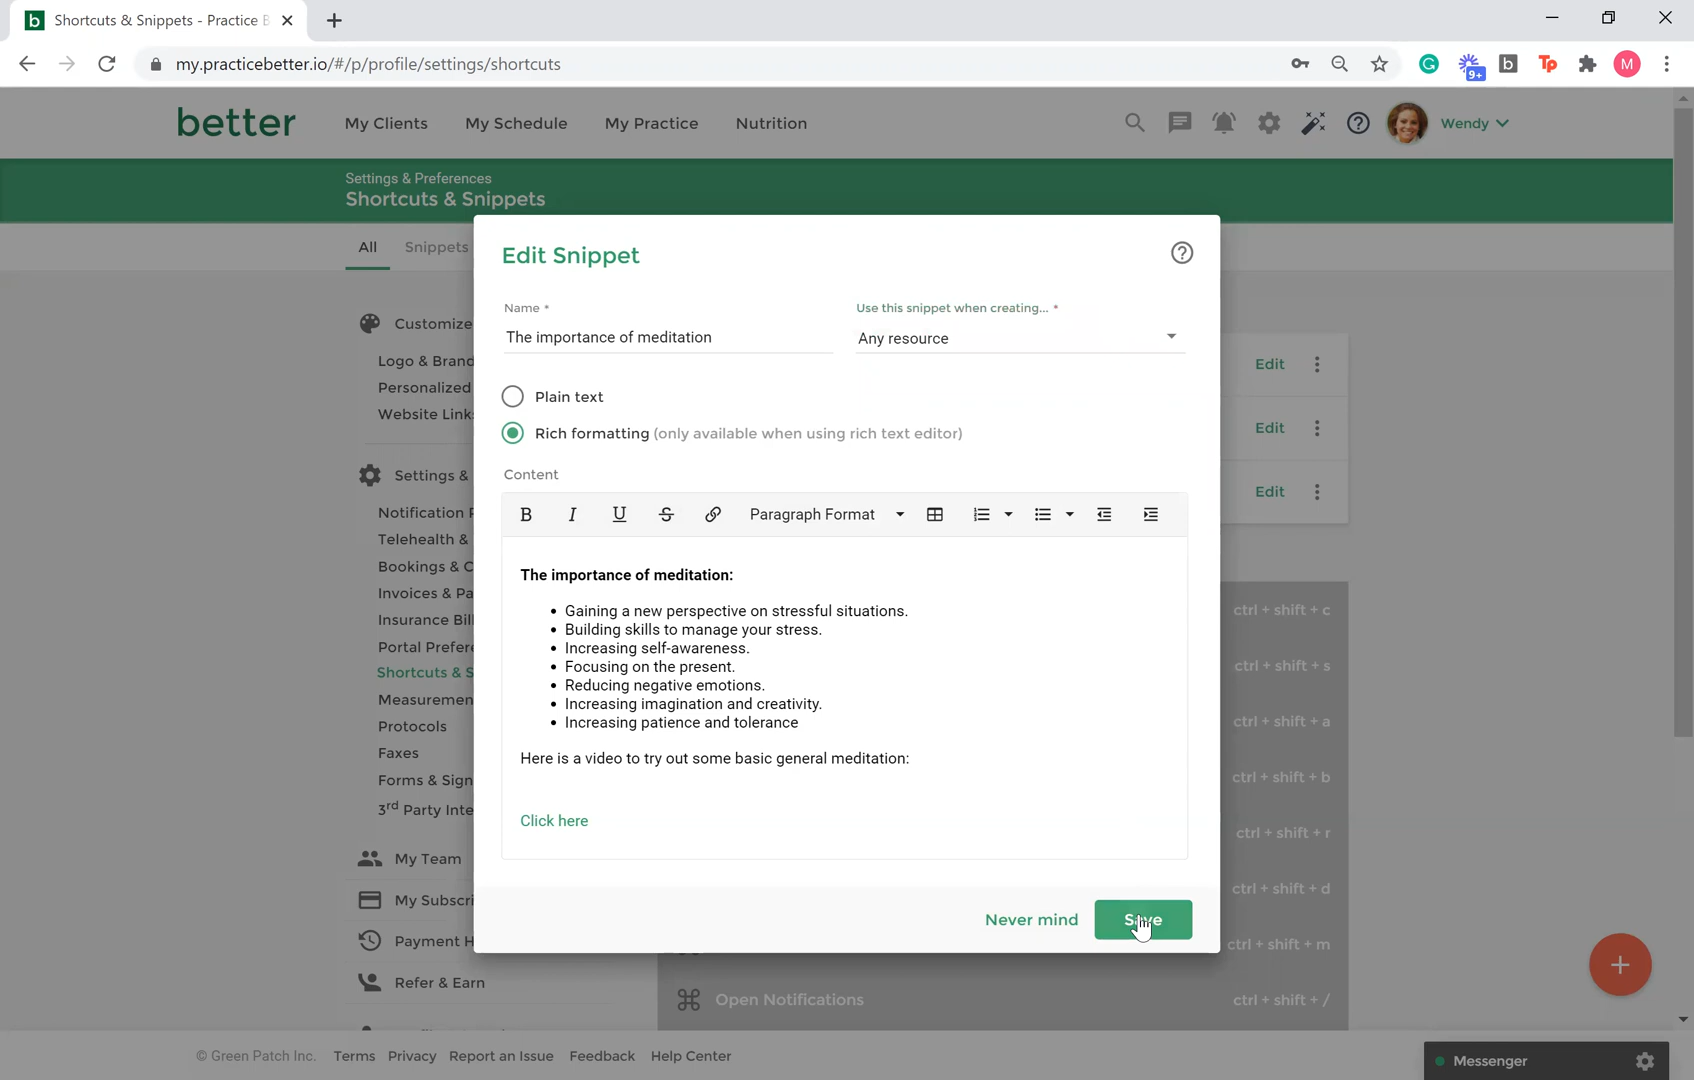 b Shortcuts & Snippets - Practice B
my.practicebetter.io/#/p/profile/settings/shortcuts
G 9+ b Tp M
better My Clients My Schedule My Practice Nutrition Wendy
Settings & Preferences
Shortcuts & Snippets
All Snippets
Edit Snippet
Name * Use this snippet when creating... *
Customize The importance of meditation Any resource
Logo & Brand Edit
Personalized Plain text
Website Links Edit
Rich formatting (only available when using rich text editor)
Settings & Content Edit
Notification B I U S Paragraph Format
Telehealth &
Bookings & C The importance of meditation:
Invoices & Pa Gaining a new perspective on stressful situations. ctrl + shift + c
Insurance Bil • Building skills to manage your stress.
Portal Prefere • Increasing self-awareness.
Shortcuts & S • Focusing on the present. ctrl + shift + s
Measuremen • Reducing negative emotions.
• Increasing imagination and creativity.
Protocols • Increasing patience and tolerance ctrl + shift + a
Faxes Here is a video to try out some basic general meditation:
Forms & Sign ctrl + shift + b
3rd Party Inte Click here
ctrl + shift + r
My Team
My Subscri ctrl + shift + d
Never mind Save
Payment H ctrl + shift + m
Refer & Earn
Open Notifications ctrl + shift + /
© Green Patch Inc. Terms Privacy Report an Issue Feedback Help Center Messenger